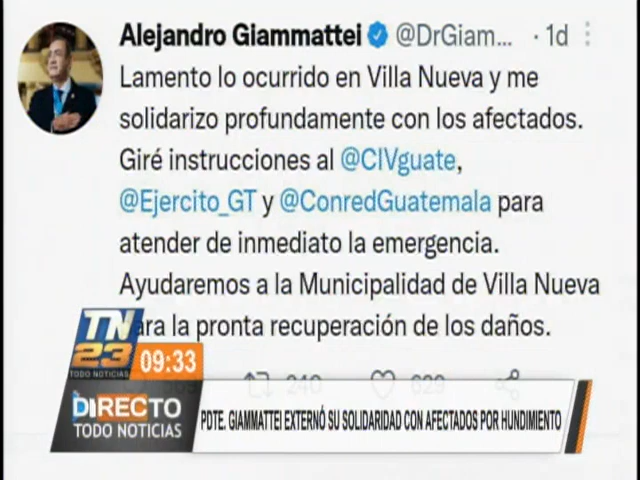 Alejandro Giammattei @DrGiam... · 1d
Lamento lo ocurrido en Villa Nueva y me
solidarizo profundamente con los afectados.
Giré instrucciones al @CIVguate,
@Ejercito_GT y @ConredGuatemala para
atender de inmediato la emergencia.
Ayudaremos a la Municipalidad de Villa Nueva
para la pronta recuperación de los daños.
240 629
TN
23
TODO NOTICIAS
09:33
DIRECTO
TODO NOTICIAS
PDTE. GIAMMATTEI EXTERNÓ SU SOLIDARIDAD CON AFECTADOS POR HUNDIMIENTO